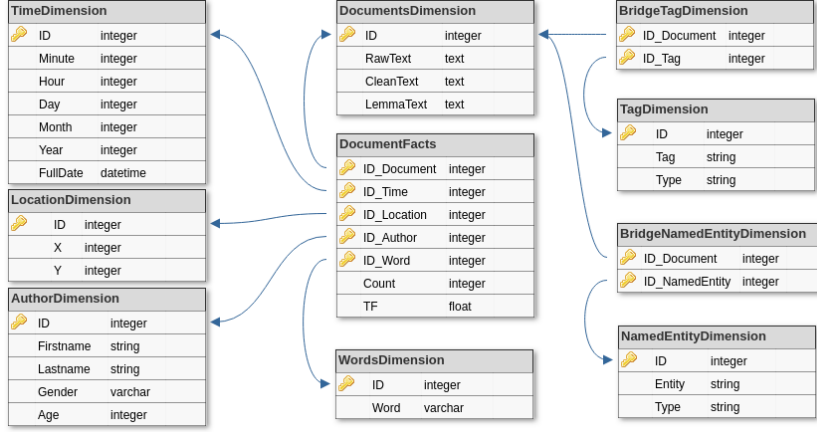 TimeDimension
ID integer
Minute integer
Hour integer
Day integer
Month integer
Year integer
FullDate datetime
LocationDimension
ID integer
X integer
Y integer
AuthorDimension
ID integer
Firstname string
Lastname string
Gender varchar
Age integer
DocumentsDimension
ID integer
RawText text
CleanText text
LemmaText text
DocumentFacts
ID_Document integer
ID_Time integer
ID_Location integer
ID_Author integer
ID_Word integer
Count integer
TF float
WordsDimension
ID integer
Word varchar
BridgeTagDimension
ID_Document integer
ID_Tag integer
TagDimension
ID integer
Tag string
Type string
BridgeNamedEntityDimension
ID_Document integer
ID_NamedEntity integer
NamedEntityDimension
ID integer
Entity string
Type string